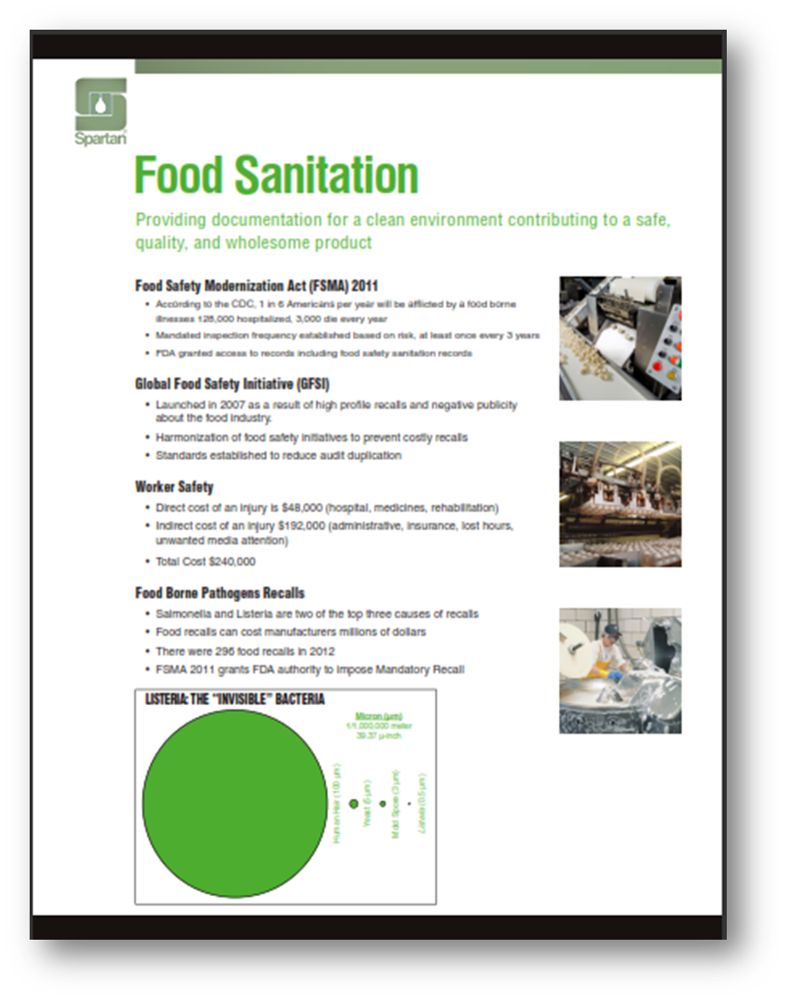 Spartan
Food Sanitation
Providing documentation for a clean environment contributing to a safe,
quality, and wholesome product
Food Safety Modernization Act (FSMA) 2011
• According to the CDC, 1 in 6 Americans per year will be afflicted by a food borne
illnesses 128,000 hospitalized, 3,000 die every year
• Mandated inspection frequency established based on risk, at least once every 3 years
• FDA granted access to records including food safety sanitation records
Global Food Safety Initiative (GFSI)
• Launched in 2007 as a result of high profile recalls and negative publicity
about the food industry.
• Harmonization of food safety initiatives to prevent costly recalls
• Standards established to reduce audit duplication
Worker Safety
• Direct cost of an injury is $48,000 (hospital, medicines, rehabilitation)
• Indirect cost of an injury $192,000 (administrative, insurance, lost hours,
unwanted media attention)
• Total Cost $240,000
Food Borne Pathogens Recalls
• Salmonella and Listeria are two of the top three causes of recalls
• Food recalls can cost manufacturers millions of dollars
• There were 296 food recalls in 2012
• FSMA 2011 grants FDA authority to impose Mandatory Recall
LISTERIA: THE “INVISIBLE” BACTERIA
Micron (µm)
1/1,000,000 meter
39.37 µ-inch
Human Hair (100 µm)
Yeast (5 µm)
Mold Spore (3 µm)
Listeria (0.5 µm)